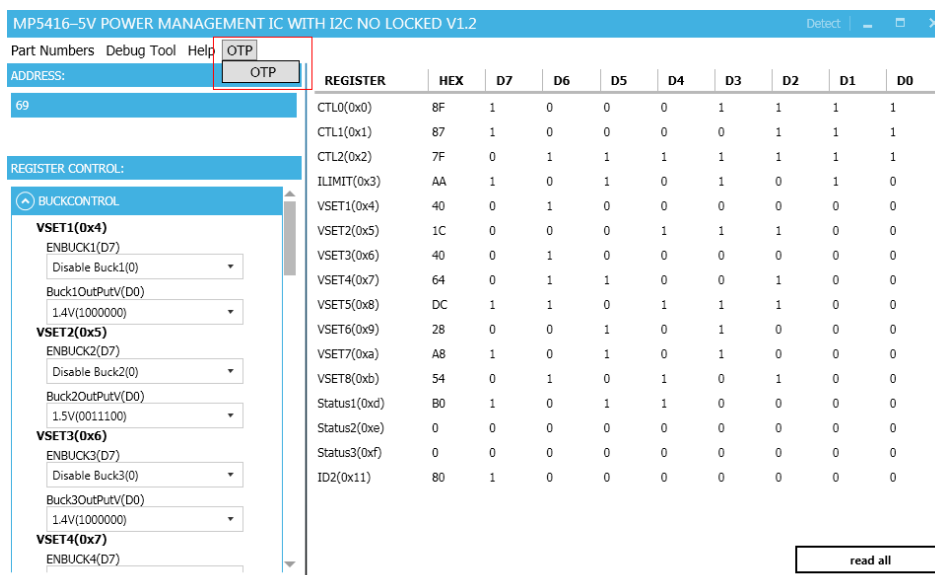 MP5416–5V POWER MANAGEMENT IC WITH I2C NO LOCKED V1.2 Detect
Part Numbers Debug Tool Help OTP
OTP
ADDRESS:
69
REGISTER CONTROL:
BUCKCONTROL
VSET1(0x4)
ENBUCK1(D7)
Disable Buck1(0)
Buck1OutPutV(D0)
1.4V(1000000)
VSET2(0x5)
ENBUCK2(D7)
Disable Buck2(0)
Buck2OutPutV(D0)
1.5V(0011100)
VSET3(0x6)
ENBUCK3(D7)
Disable Buck3(0)
Buck3OutPutV(D0)
1.4V(1000000)
VSET4(0x7)
ENBUCK4(D7)
REGISTER HEX D7 D6 D5 D4 D3 D2 D1 D0
CTL0(0x0) 8F 1 0 0 0 1 1 1 1
CTL1(0x1) 87 1 0 0 0 0 1 1 1
CTL2(0x2) 7F 0 1 1 1 1 1 1 1
ILIMIT(0x3) AA 1 0 1 0 1 0 1 0
VSET1(0x4) 40 0 1 0 0 0 0 0 0
VSET2(0x5) 1C 0 0 0 1 1 1 0 0
VSET3(0x6) 40 0 1 0 0 0 0 0 0
VSET4(0x7) 64 0 1 1 0 0 1 0 0
VSET5(0x8) DC 1 1 0 1 1 1 0 0
VSET6(0x9) 28 0 0 1 0 1 0 0 0
VSET7(0xa) A8 1 0 1 0 1 0 0 0
VSET8(0xb) 54 0 1 0 1 0 1 0 0
Status1(0xd) B0 1 0 1 1 0 0 0 0
Status2(0xe) 0 0 0 0 0 0 0 0 0
Status3(0xf) 0 0 0 0 0 0 0 0 0
ID2(0x11) 80 1 0 0 0 0 0 0 0
read all